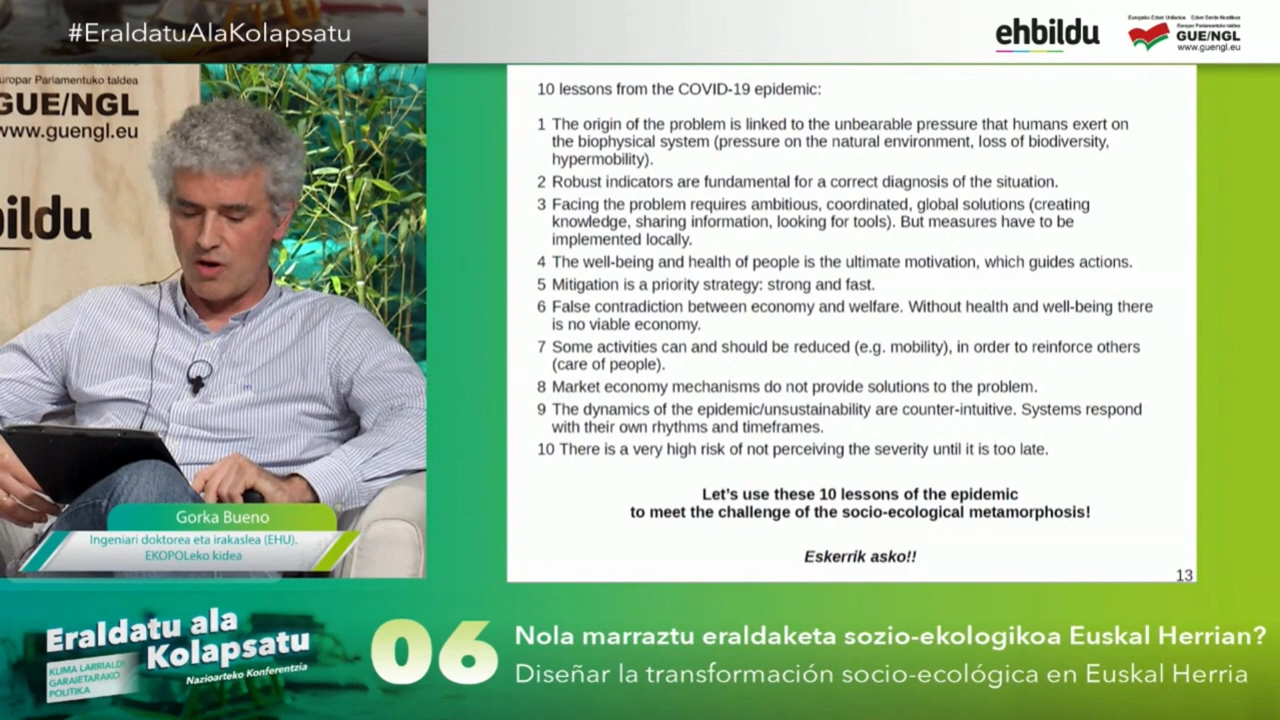 #EraldatuAlaKolapsatu
ehbildu
Europako Ezker Unitarioa Ezker Berde Nordikoa
Europar Parlamentuko taldea
GUE/NGL
www.guengl.eu
uropar Parlamentuko taldea
GUE/NGL
www.guengl.eu
bildu
10 lessons from the COVID-19 epidemic:
1 The origin of the problem is linked to the unbearable pressure that humans exert on
the biophysical system (pressure on the natural environment, loss of biodiversity,
hypermobility).
2 Robust indicators are fundamental for a correct diagnosis of the situation.
3 Facing the problem requires ambitious, coordinated, global solutions (creating
knowledge, sharing information, looking for tools). But measures have to be
implemented locally.
4 The well-being and health of people is the ultimate motivation, which guides actions.
5 Mitigation is a priority strategy: strong and fast.
6 False contradiction between economy and welfare. Without health and well-being there
is no viable economy.
7 Some activities can and should be reduced (e.g. mobility), in order to reinforce others
(care of people).
8 Market economy mechanisms do not provide solutions to the problem.
9 The dynamics of the epidemic/unsustainability are counter-intuitive. Systems respond
with their own rhythms and timeframes.
10 There is a very high risk of not perceiving the severity until it is too late.
Let's use these 10 lessons of the epidemic
to meet the challenge of the socio-ecological metamorphosis!
Eskerrik asko!!
13
Gorka Bueno
Ingeniari doktorea eta irakaslea (EHU).
EKOPOLeko kidea
Eraldatu ala
Kolapsatu
KLIMA LARRIALDI
GARAIETARAKO
POLITIKA
Nazioarteko Konferentzia
06
Nola marraztu eraldaketa sozio-ekologikoa Euskal Herrian?
Diseñar la transformación socio-ecológica en Euskal Herria